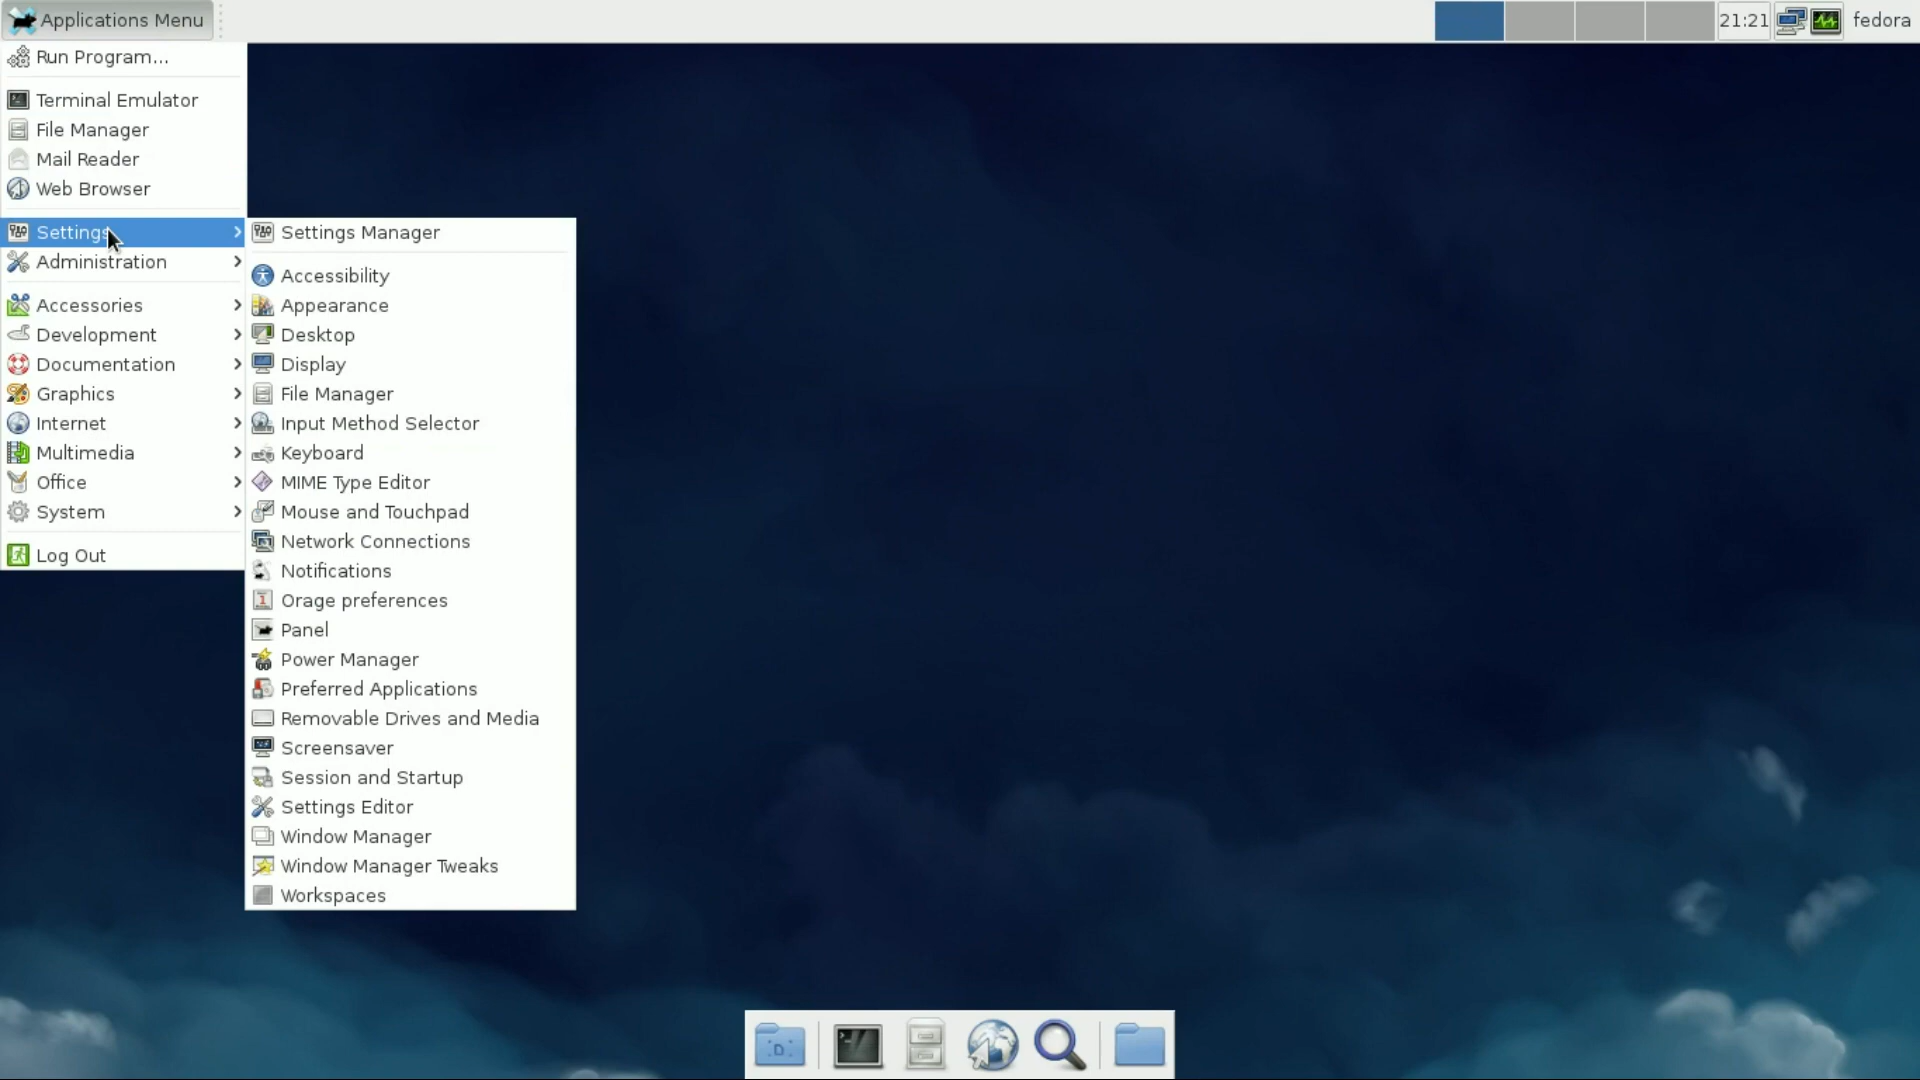 Applications Menu
21:21
fedora
Run Program...
Terminal Emulator
File Manager
Mail Reader
Web Browser
Settings
Administration
Accessories
Development
Documentation
Graphics
Internet
Multimedia
Office
System
Log Out
Settings Manager
Accessibility
Appearance
Desktop
Display
File Manager
Input Method Selector
Keyboard
MIME Type Editor
Mouse and Touchpad
Network Connections
Notifications
Orage preferences
Panel
Power Manager
Preferred Applications
Removable Drives and Media
Screensaver
Session and Startup
Settings Editor
Window Manager
Window Manager Tweaks
Workspaces